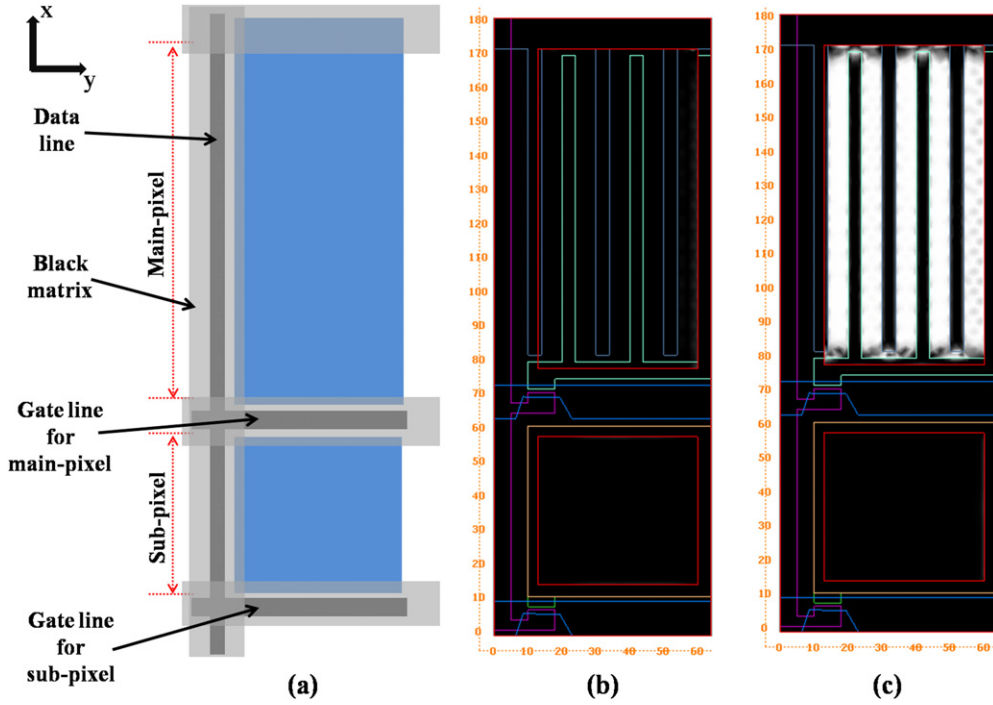 x
y
Data
line
Main-pixel
Black
matrix
Gate line
for
main-pixel
Sub-pixel
Gate line
for
sub-pixel
(a)
180
170
160
150
140
130
120
110
100
90
80
70
60
50
40
30
20
10
0
0 10 20 30 40 50 60
(b)
180
170
160
150
140
130
120
110
100
90
80
70
60
50
40
30
20
10
0
0 10 20 30 40 50 60
(c)